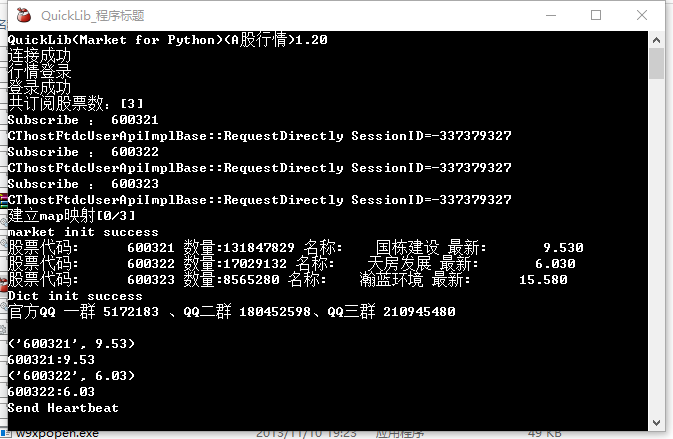 QuickLib_程序标题
QuickLib(Market for Python)(A股行情)1.20
连接成功
行情登录
登录成功
共订阅股票数：[3]
Subscribe ： 600321
CThostFtdcUserApiImplBase::RequestDirectly SessionID=-337379327
Subscribe ： 600322
CThostFtdcUserApiImplBase::RequestDirectly SessionID=-337379327
Subscribe ： 600323
CThostFtdcUserApiImplBase::RequestDirectly SessionID=-337379327
建立map映射[0/3]
market init success
股票代码: 600321 数量:131847829 名称: 国栋建设 最新: 9.530
股票代码: 600322 数量:17029132 名称: 天房发展 最新: 6.030
股票代码: 600323 数量:8565280 名称: 瀚蓝环境 最新: 15.580
Dict init success
官方QQ 一群 5172183 、QQ二群 180452598、QQ三群 210945480
('600321', 9.53)
600321:9.53
('600322', 6.03)
600322:6.03
Send Heartbeat
w9xpopen.exe 2013/11/10 19:23 应用程序 49 KB